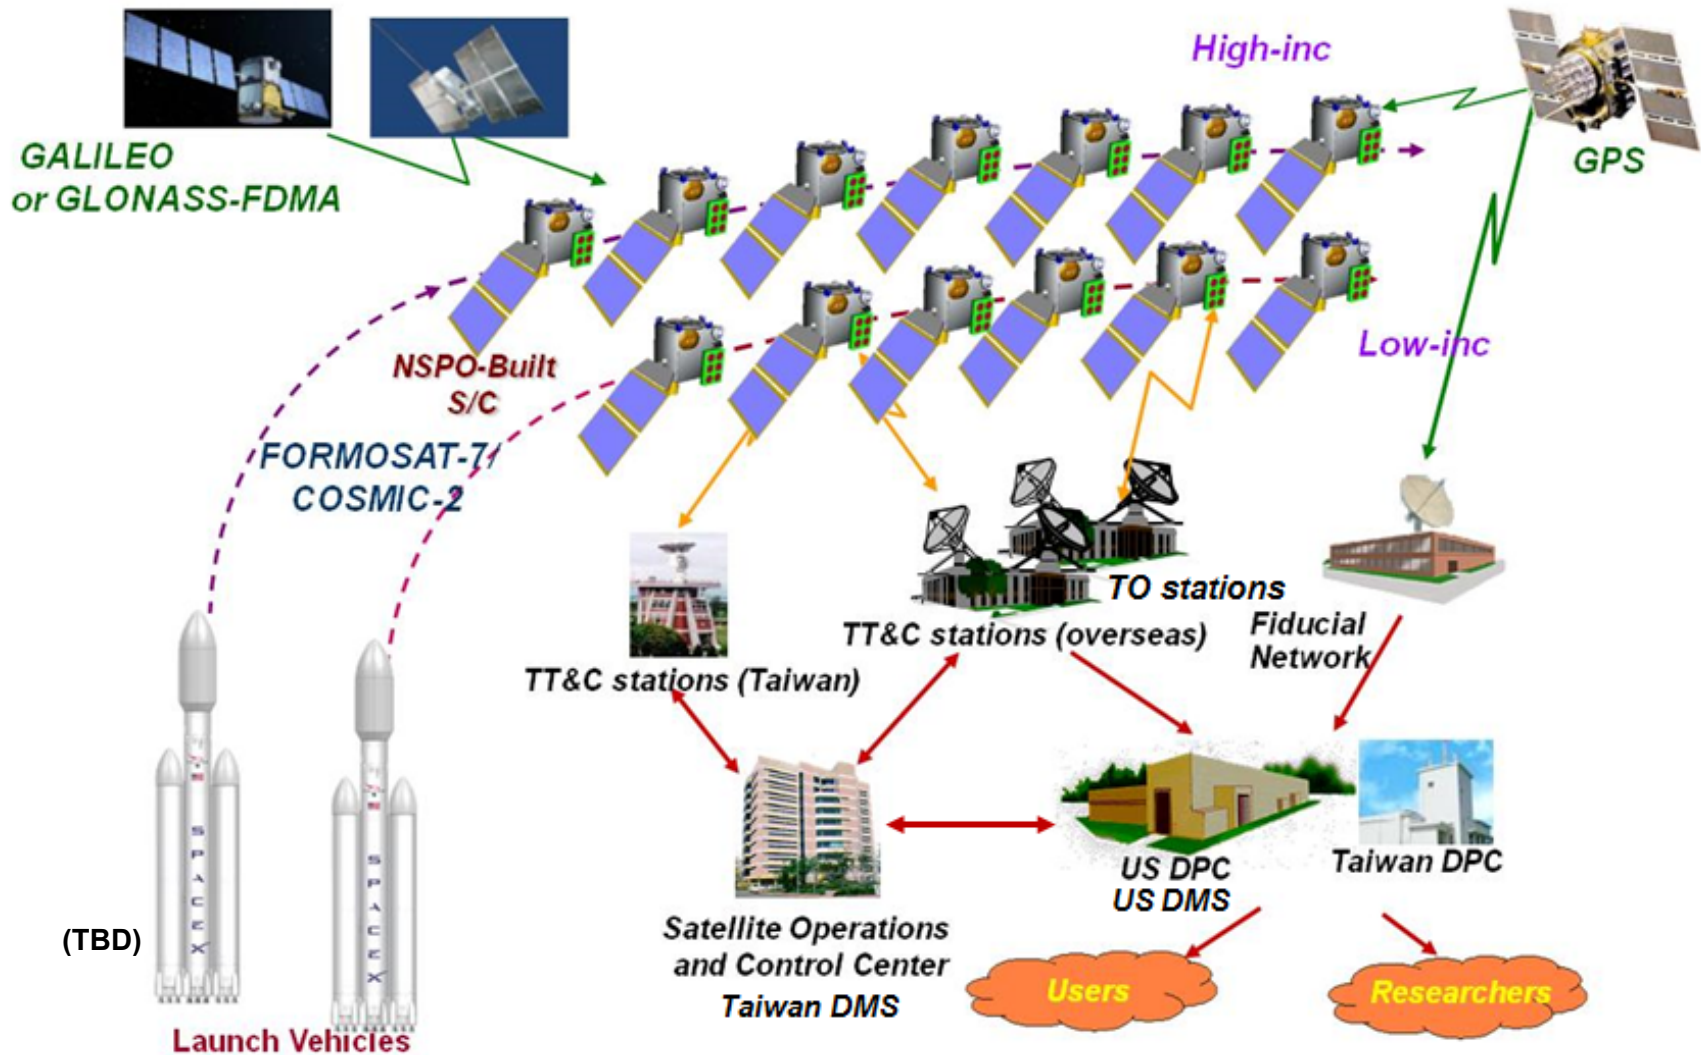 High-inc
GPS
GALILEO
or GLONASS-FDMA
Low-inc
NSPO-Built
S/C
FORMOSAT-7/
COSMIC-2
TO stations
TT&C stations (overseas)
Fiducial
Network
TT&C stations (Taiwan)
SPACEX
SPACEX
(TBD)
US DPC
US DMS
Taiwan DPC
Satellite Operations
and Control Center
Taiwan DMS
Users
Researchers
Launch Vehicles